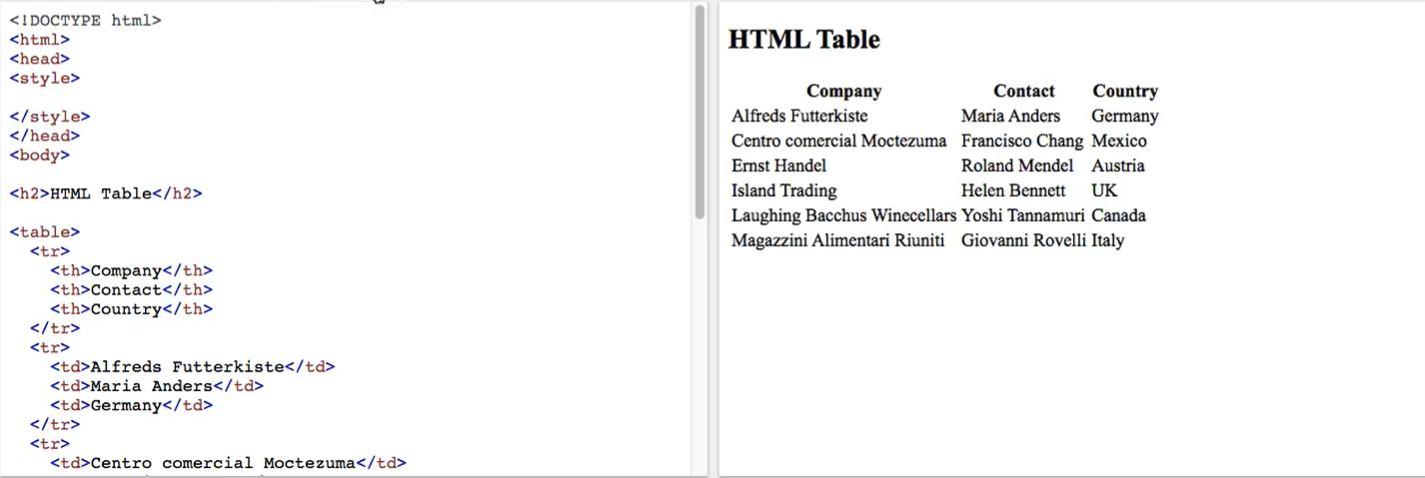 <!DOCTYPE html>
<html>
<head>
<style>
</style>
</head>
<body>
<h2>HTML Table</h2>
<table>
<tr>
<th>Company</th>
<th>Contact</th>
<th>Country</th>
</tr>
<tr>
<td>Alfreds Futterkiste</td>
<td>Maria Anders</td>
<td>Germany</td>
</tr>
<tr>
<td>Centro comercial Moctezuma</td>
HTML Table
Company Contact Country
Alfreds Futterkiste Maria Anders Germany
Centro comercial Moctezuma Francisco Chang Mexico
Ernst Handel Roland Mendel Austria
Island Trading Helen Bennett UK
Laughing Bacchus Winecellars Yoshi Tannamuri Canada
Magazzini Alimentari Riuniti Giovanni Rovelli Italy